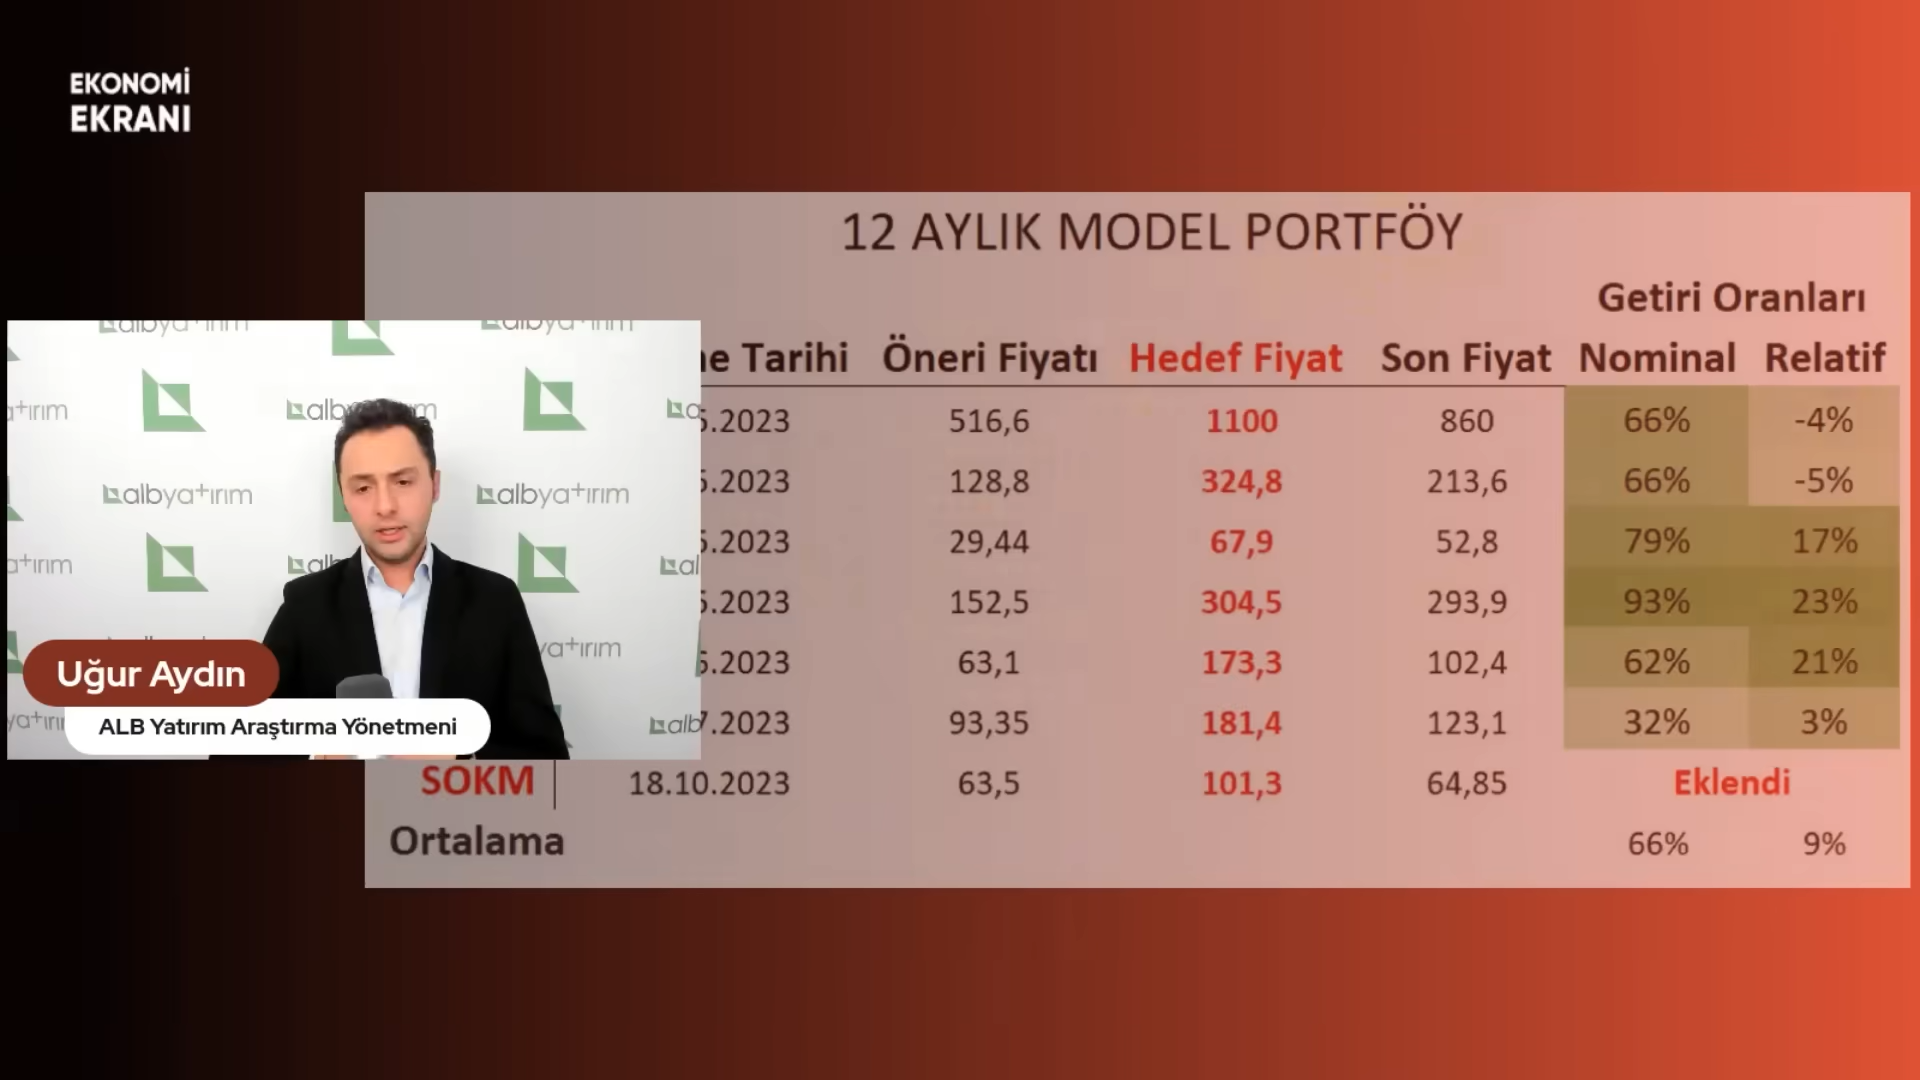 EKONOMİ
EKRANI
12 AYLIK MODEL PORTFÖY
Getiri Oranları
Tarihi Öneri Fiyatı Hedef Fiyat Son Fiyat Nominal Relatif
.2023 516,6 1100 860 66% -4%
.2023 128,8 324,8 213,6 66% -5%
.2023 29,44 67,9 52,8 79% 17%
.2023 152,5 304,5 293,9 93% 23%
.2023 63,1 173,3 102,4 62% 21%
7.2023 93,35 181,4 123,1 32% 3%
SOKM 18.10.2023 63,5 101,3 64,85 Eklendi
Ortalama 66% 9%
albyatırım albyatırım
Uğur Aydın
ALB Yatırım Araştırma Yönetmeni